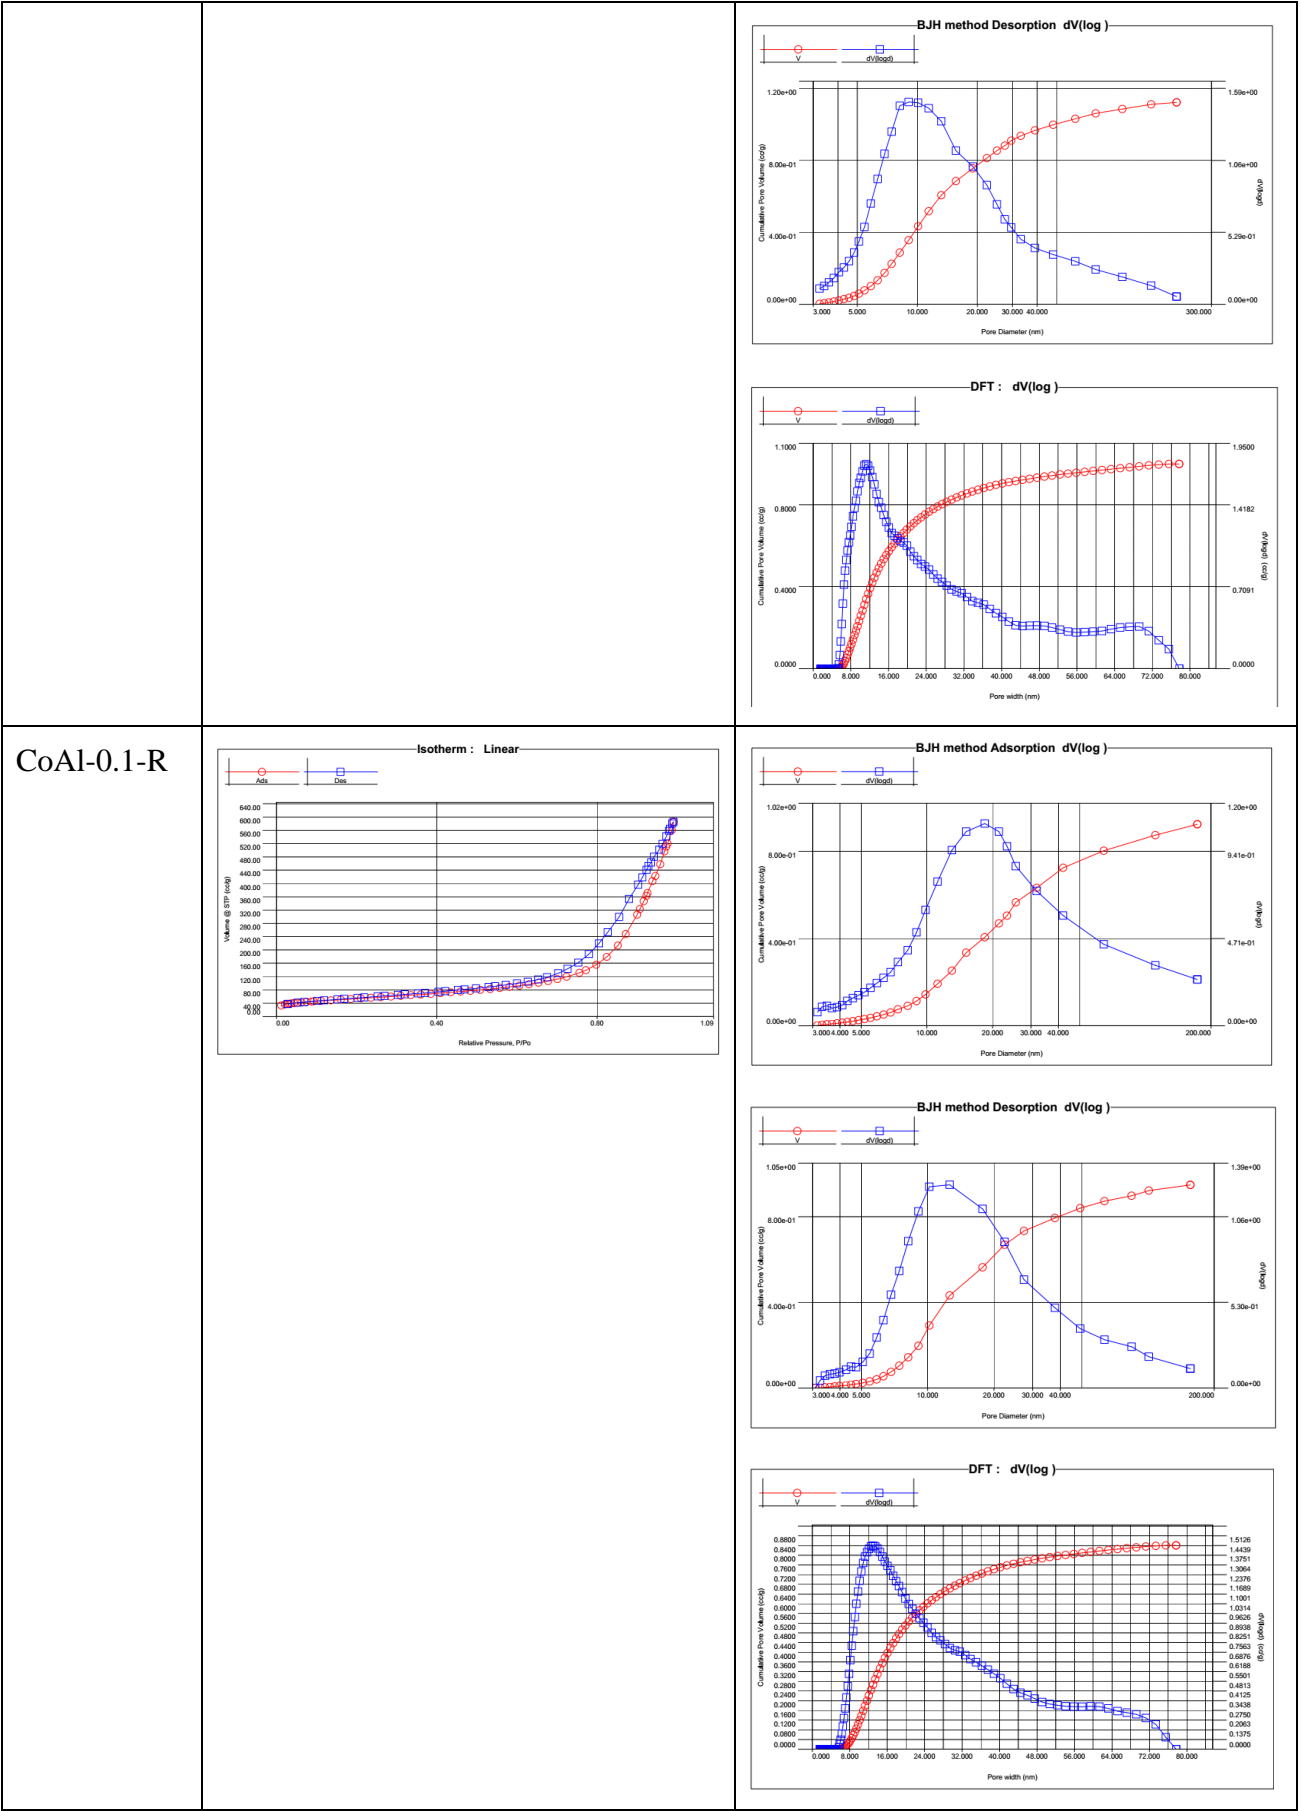 BJH method Desorption dV(log )
V dV(logd)
1.20e+00 1.59e+00
8.00e-01 1.06e+00
Cumulative Pore Volume (cc/g)
dV(logd)
4.00e-01 5.29e-01
0.00e+00 0.00e+00
3.000 5.000 10.000 20.000 30.000 40.000 300.000
Pore Diameter (nm)
DFT : dV(log )
V dV(logd)
1.1000 1.9500
0.8000 1.4182
Cumulative Pore Volume (cc/g)
dV(logd) (cc/g)
0.4000 0.7091
0.0000 0.0000
0.000 8.000 16.000 24.000 32.000 40.000 48.000 56.000 64.000 72.000 80.000
Pore width (nm)
CoAl-0.1-R
Isotherm : Linear
Ads Des
640.00
600.00
560.00
520.00
480.00
440.00
400.00
360.00
320.00
280.00
240.00
200.00
160.00
120.00
80.00
40.00
0.00
Volume @ STP (cc/g)
0.00 0.40 0.80 1.09
Relative Pressure, P/Po
BJH method Adsorption dV(log )
V dV(logd)
1.02e+00 1.20e+00
8.00e-01 9.41e-01
Cumulative Pore Volume (cc/g)
dV(logd)
4.00e-01 4.71e-01
0.00e+00 0.00e+00
3.000 4.000 5.000 10.000 20.000 30.000 40.000 200.000
Pore Diameter (nm)
BJH method Desorption dV(log )
V dV(logd)
1.05e+00 1.39e+00
8.00e-01 1.06e+00
Cumulative Pore Volume (cc/g)
dV(logd)
4.00e-01 5.30e-01
0.00e+00 0.00e+00
3.000 4.000 5.000 10.000 20.000 30.000 40.000 200.000
Pore Diameter (nm)
DFT : dV(log )
V dV(logd)
0.8800 1.5126
0.8400 1.4439
0.8000 1.3751
0.7600 1.3064
0.7200 1.2376
0.6800 1.1689
0.6400 1.1001
0.6000 1.0314
0.5600 0.9626
0.5200 0.8938
0.4800 0.8251
0.4400 0.7563
0.4000 0.6876
0.3600 0.6188
0.3200 0.5501
0.2800 0.4813
0.2400 0.4125
0.2000 0.3438
0.1600 0.2750
0.1200 0.2063
0.0800 0.1375
0.0000 0.0000
Cumulative Pore Volume (cc/g)
dV(logd) (cc/g)
0.000 8.000 16.000 24.000 32.000 40.000 48.000 56.000 64.000 72.000 80.000
Pore width (nm)